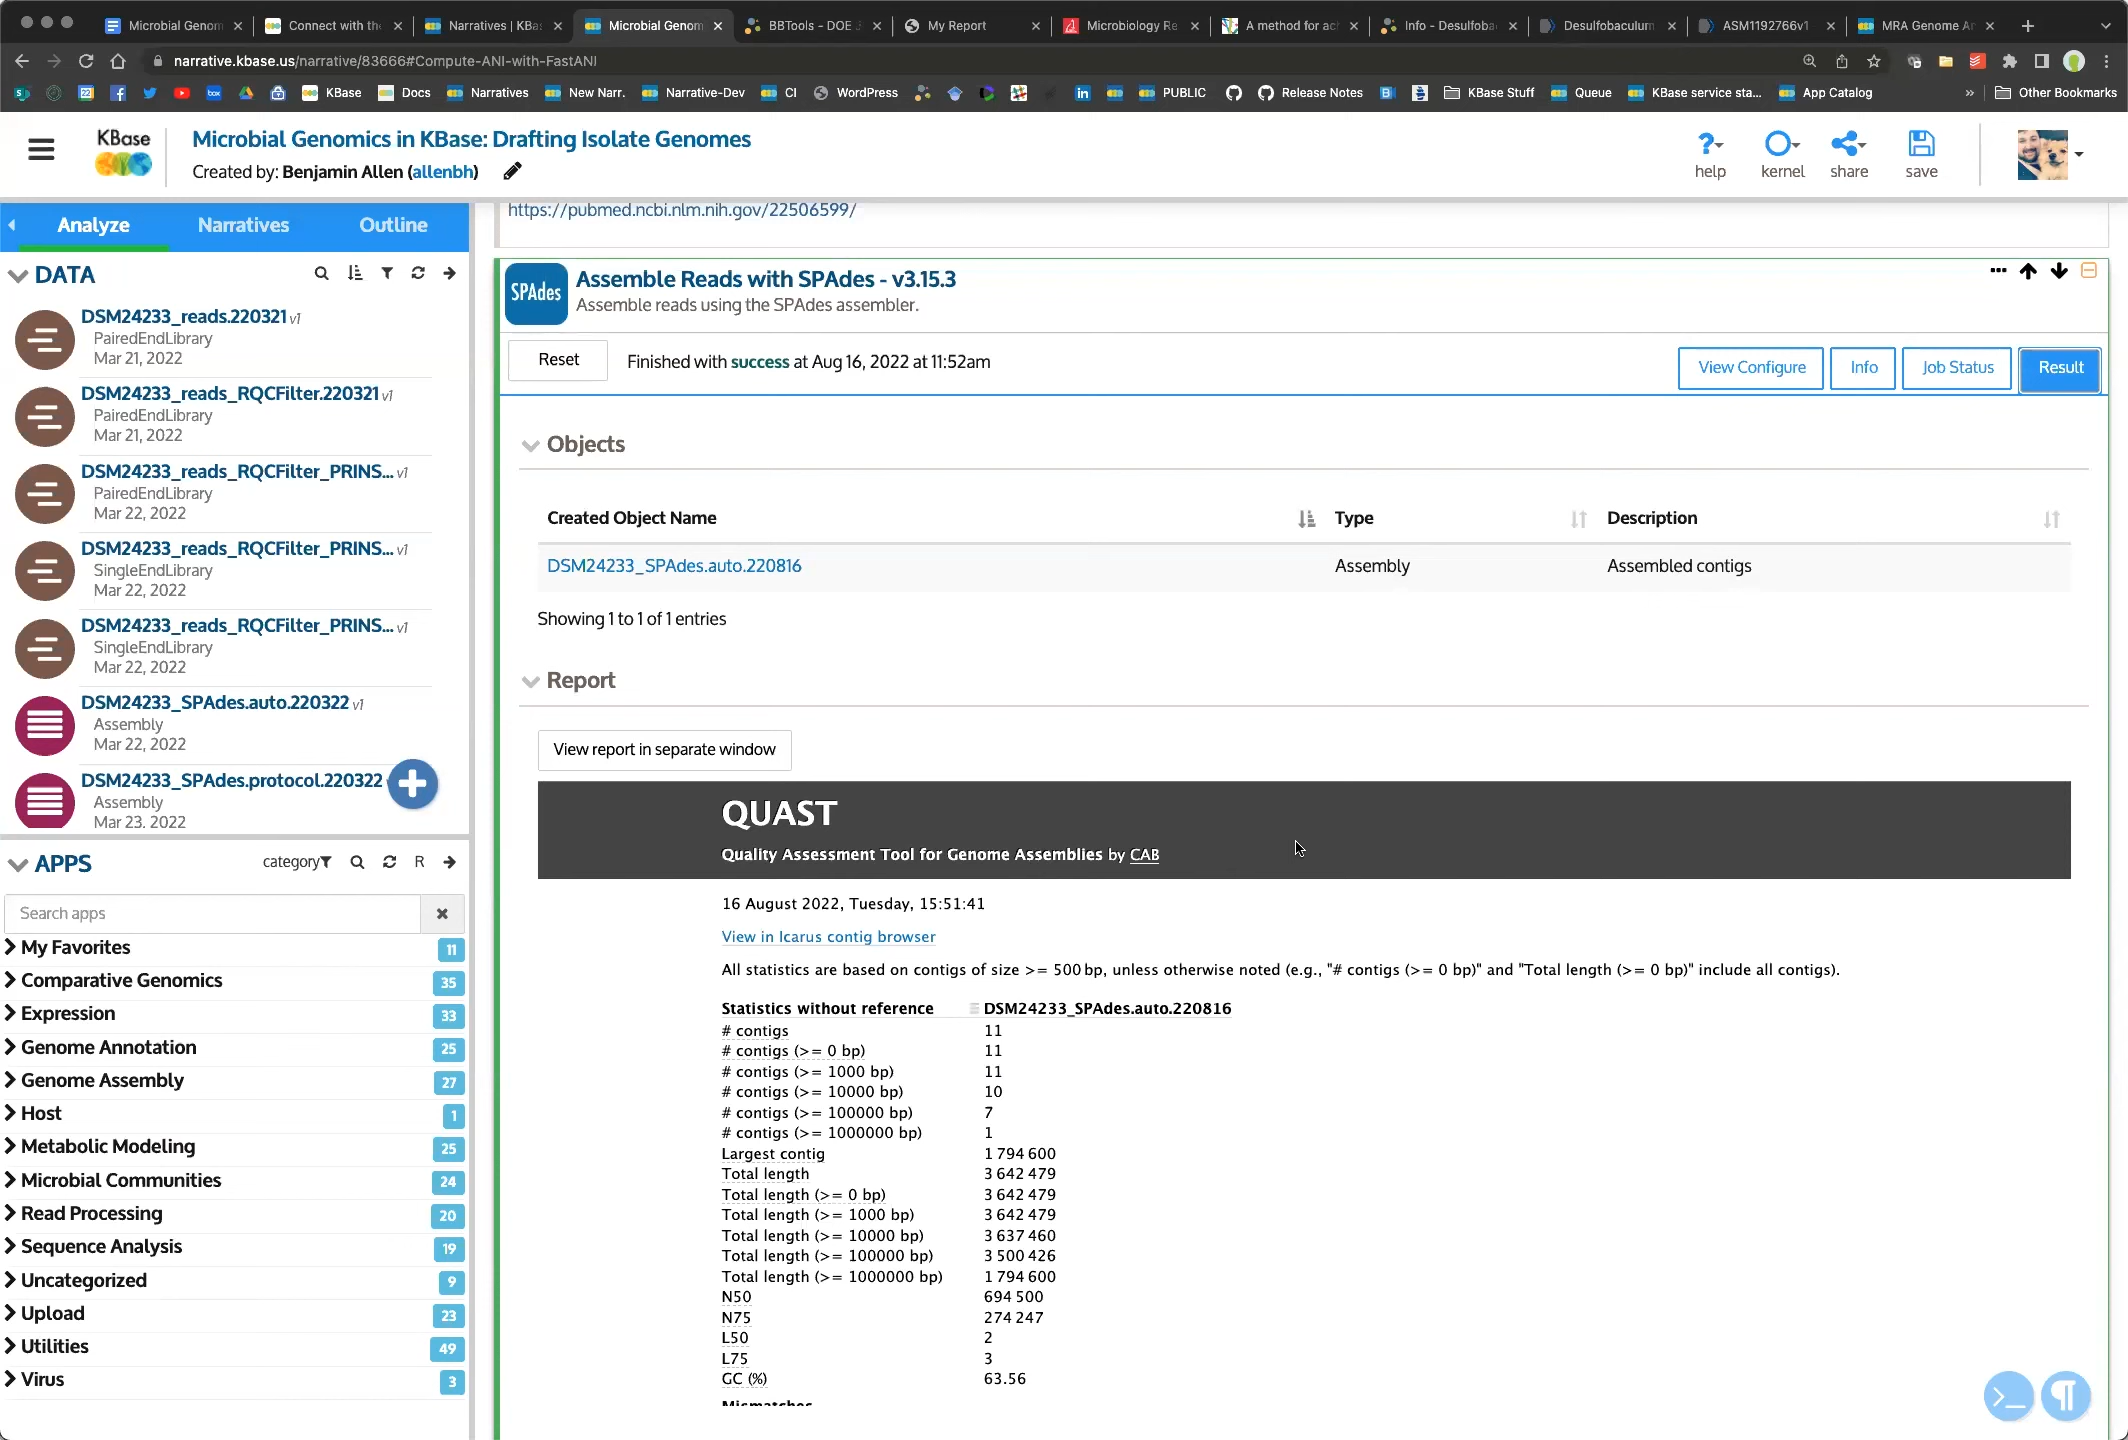 Microbial Genom
Connect with the
Narratives | KBas
Microbial Genom
BBTools - DOE J
My Report
Microbiology Re
A method for ach
Info - Desulfobac
Desulfobaculum
ASM1192766v1
MRA Genome An
narrative.kbase.us/narrative/83666#Compute-ANI-with-FastANI
KBase
Docs
Narratives
New Narr.
Narrative-Dev
CI
WordPress
PUBLIC
Release Notes
KBase Stuff
Queue
KBase service sta...
App Catalog
Other Bookmarks
KBase
Microbial Genomics in KBase: Drafting Isolate Genomes
Created by: Benjamin Allen (allenbh)
help
kernel
share
save
Analyze
Narratives
Outline
DATA
DSM24233_reads.220321 v1
PairedEndLibrary
Mar 21, 2022
DSM24233_reads_RQCFilter.220321 v1
PairedEndLibrary
Mar 21, 2022
DSM24233_reads_RQCFilter_PRINS... v1
PairedEndLibrary
Mar 22, 2022
DSM24233_reads_RQCFilter_PRINS... v1
SingleEndLibrary
Mar 22, 2022
DSM24233_reads_RQCFilter_PRINS... v1
SingleEndLibrary
Mar 22, 2022
DSM24233_SPAdes.auto.220322 v1
Assembly
Mar 22, 2022
DSM24233_SPAdes.protocol.220322
Assembly
Mar 23, 2022
APPS
category
R
Search apps
My Favorites 11
Comparative Genomics 35
Expression 33
Genome Annotation 25
Genome Assembly 27
Host 1
Metabolic Modeling 25
Microbial Communities 24
Read Processing 20
Sequence Analysis 19
Uncategorized 9
Upload 23
Utilities 49
Virus 3
https://pubmed.ncbi.nlm.nih.gov/22506599/
SPAdes
Assemble Reads with SPAdes - v3.15.3
Assemble reads using the SPAdes assembler.
Reset
Finished with success at Aug 16, 2022 at 11:52am
View Configure
Info
Job Status
Result
Objects
Created Object Name Type Description
DSM24233_SPAdes.auto.220816 Assembly Assembled contigs
Showing 1 to 1 of 1 entries
Report
View report in separate window
QUAST
Quality Assessment Tool for Genome Assemblies by CAB
16 August 2022, Tuesday, 15:51:41
View in Icarus contig browser
All statistics are based on contigs of size >= 500 bp, unless otherwise noted (e.g., "# contigs (>= 0 bp)" and "Total length (>= 0 bp)" include all contigs).
Statistics without reference DSM24233_SPAdes.auto.220816
# contigs 11
# contigs (>= 0 bp) 11
# contigs (>= 1000 bp) 11
# contigs (>= 10000 bp) 10
# contigs (>= 100000 bp) 7
# contigs (>= 1000000 bp) 1
Largest contig 1 794 600
Total length 3 642 479
Total length (>= 0 bp) 3 642 479
Total length (>= 1000 bp) 3 642 479
Total length (>= 10000 bp) 3 637 460
Total length (>= 100000 bp) 3 500 426
Total length (>= 1000000 bp) 1 794 600
N50 694 500
N75 274 247
L50 2
L75 3
GC (%) 63.56
Mismatches